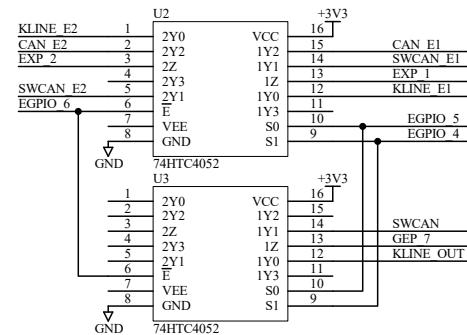 U2
+3V3
KLINE_E2 1 2Y0 VCC 16
CAN_E2 2 2Y2 1Y2 15 CAN_E1
EXP_2 3 2Z 1Y1 14 SWCAN_E1
4 2Y3 1Z 13 EXP_1
SWCAN_E2 5 2Y1 1Y0 12 KLINE_E1
EGPIO_6 6 E 1Y3 11
7 VEE S0 10 EGPIO_5
8 GND S1 9 EGPIO_4
GND
74HTC4052
U3
+3V3
1 2Y0 VCC 16
2 2Y2 1Y2 15
3 2Z 1Y1 14 SWCAN
4 2Y3 1Z 13 GEP_7
5 2Y1 1Y0 12 KLINE_OUT
6 E 1Y3 11
7 VEE S0 10
8 GND S1 9
GND
74HTC4052